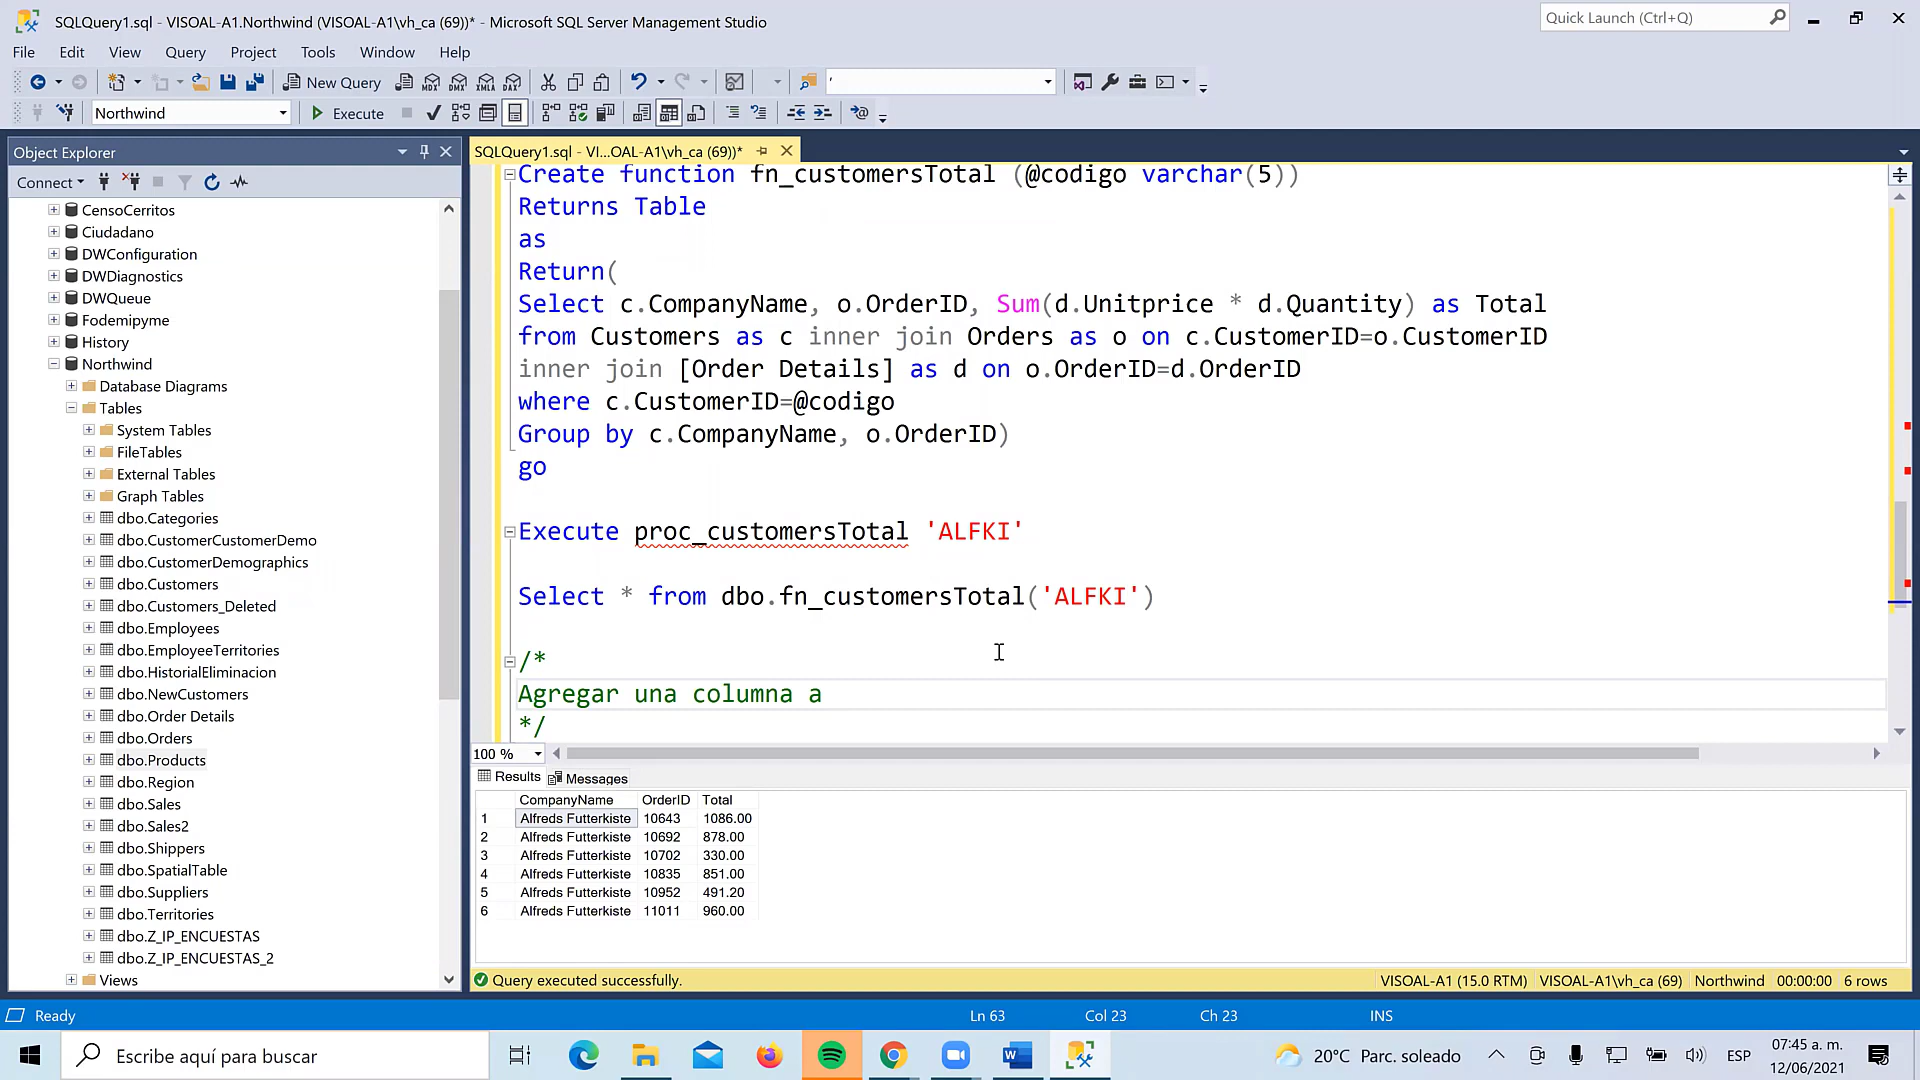 SQLQuery1.sql - VISOAL-A1.Northwind (VISOAL-A1\vh_ca (69))* - Microsoft SQL Server Management Studio
Quick Launch (Ctrl+Q)
File Edit View Query Project Tools Window Help
New Query MDX DMX XMLA DAX '
Northwind Execute
Object Explorer
Connect
CensoCerritos
Ciudadano
DWConfiguration
DWDiagnostics
DWQueue
Fodemipyme
History
Northwind
Database Diagrams
Tables
System Tables
FileTables
External Tables
Graph Tables
dbo.Categories
dbo.CustomerCustomerDemo
dbo.CustomerDemographics
dbo.Customers
dbo.Customers_Deleted
dbo.Employees
dbo.EmployeeTerritories
dbo.HistorialEliminacion
dbo.NewCustomers
dbo.Order Details
dbo.Orders
dbo.Products
dbo.Region
dbo.Sales
dbo.Sales2
dbo.Shippers
dbo.SpatialTable
dbo.Suppliers
dbo.Territories
dbo.Z_IP_ENCUESTAS
dbo.Z_IP_ENCUESTAS_2
Views
SQLQuery1.sql - VI...OAL-A1\vh_ca (69))*
Create function fn_customersTotal (@codigo varchar(5))
Returns Table
as
Return(
Select c.CompanyName, o.OrderID, Sum(d.Unitprice * d.Quantity) as Total
from Customers as c inner join Orders as o on c.CustomerID=o.CustomerID
inner join [Order Details] as d on o.OrderID=d.OrderID
where c.CustomerID=@codigo
Group by c.CompanyName, o.OrderID)
go
Execute proc_customersTotal 'ALFKI'
Select * from dbo.fn_customersTotal('ALFKI')
/*
Agregar una columna a
*/
100 %
Results Messages
CompanyName OrderID Total
1 Alfreds Futterkiste 10643 1086.00
2 Alfreds Futterkiste 10692 878.00
3 Alfreds Futterkiste 10702 330.00
4 Alfreds Futterkiste 10835 851.00
5 Alfreds Futterkiste 10952 491.20
6 Alfreds Futterkiste 11011 960.00
Query executed successfully. VISOAL-A1 (15.0 RTM) VISOAL-A1\vh_ca (69) Northwind 00:00:00 6 rows
Ready Ln 63 Col 23 Ch 23 INS
Escribe aquí para buscar 20°C Parc. soleado ESP 07:45 a. m.
12/06/2021